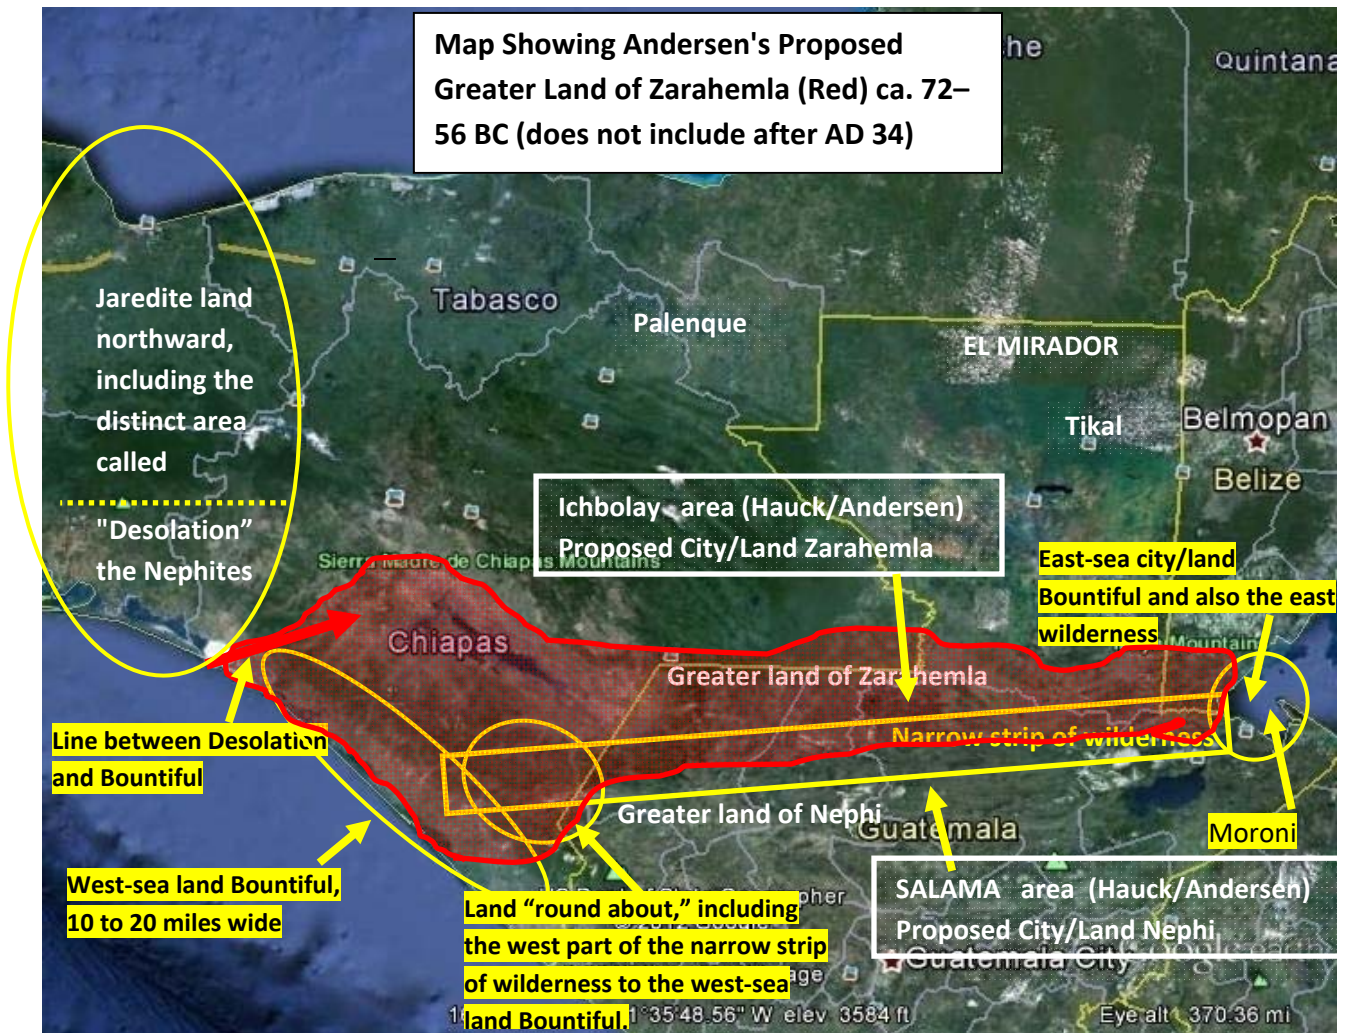 Map Showing Andersen's Proposed
Greater Land of Zarahemla (Red) ca. 72–
56 BC (does not include after AD 34)
he
Quintana
Jaredite land
northward,
including the
distinct area
called
"Desolation”
the Nephites
Tabasco
Palenque
EL MIRADOR
Tikal
Belmopan
Belize
Ichbolay area (Hauck/Andersen)
Proposed City/Land Zarahemla
Sierra Madre de Chiapas Mountains
East-sea city/land
Bountiful and also the east
wilderness
Mountain
Chiapas
Greater land of Zarahemla
Line between Desolation
and Bountiful
Narrow strip of wilderness
Greater land of Nephi
Guatemala
Moroni
West-sea land Bountiful,
10 to 20 miles wide
SALAMA area (Hauck/Andersen)
Proposed City/Land Nephi
Land “round about,” including
the west part of the narrow strip
of wilderness to the west-sea
land Bountiful.
pher
age
Guatemala City
1°35'48.56" W elev 3584 ft
Eye alt 370.36 mi